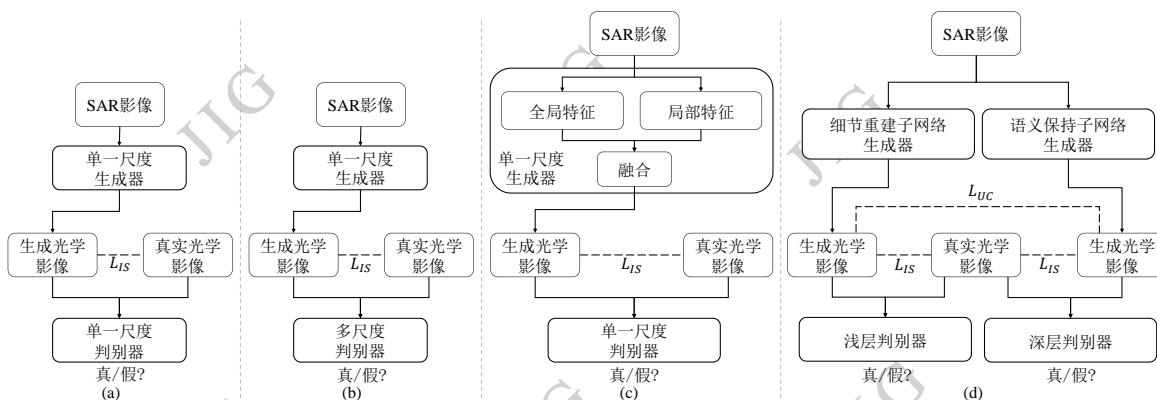 SAR影像
单一尺度
生成器
生成光学
影像
L_IS
真实光学
影像
单一尺度
判别器
真/假?
(a)
SAR影像
单一尺度
生成器
生成光学
影像
L_IS
真实光学
影像
多尺度
判别器
真/假?
(b)
SAR影像
全局特征
局部特征
单一尺度
生成器
融合
生成光学
影像
L_IS
真实光学
影像
单一尺度
判别器
真/假?
(c)
SAR影像
细节重建子网络
生成器
语义保持子网络
生成器
L_UC
生成光学
影像
L_IS
真实光学
影像
L_IS
生成光学
影像
浅层判别器
深层判别器
真/假?
真/假?
(d)
JIG
JIG